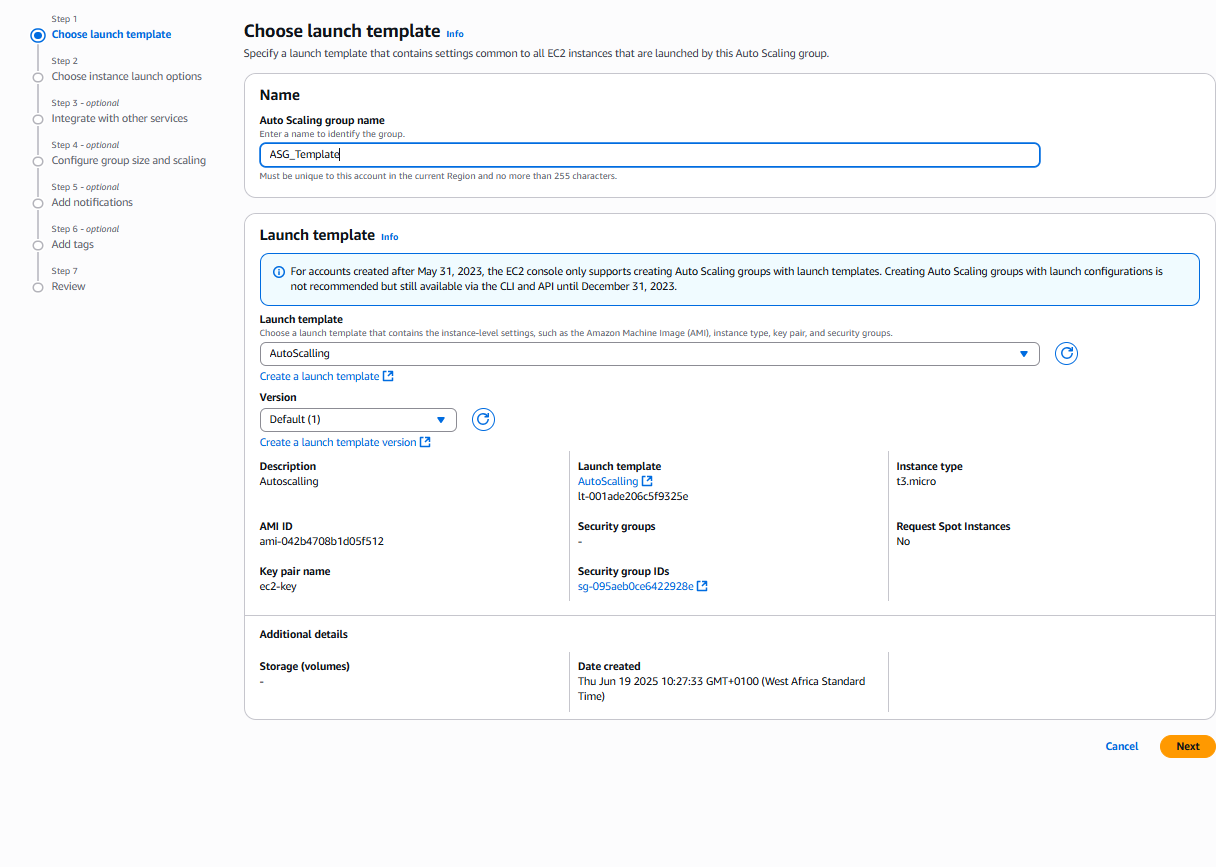 Step 1
Choose launch template
Step 2
Choose instance launch options
Step 3 - optional
Integrate with other services
Step 4 - optional
Configure group size and scaling
Step 5 - optional
Add notifications
Step 6 - optional
Add tags
Step 7
Review
Choose launch template Info
Specify a launch template that contains settings common to all EC2 instances that are launched by this Auto Scaling group.
Name
Auto Scaling group name
Enter a name to identify the group.
ASG_Template
Must be unique to this account in the current Region and no more than 255 characters.
Launch template Info
For accounts created after May 31, 2023, the EC2 console only supports creating Auto Scaling groups with launch templates. Creating Auto Scaling groups with launch configurations is
not recommended but still available via the CLI and API until December 31, 2023.
Launch template
Choose a launch template that contains the instance-level settings, such as the Amazon Machine Image (AMI), instance type, key pair, and security groups.
AutoScalling
Create a launch template
Version
Default (1)
Create a launch template version
Description
Autoscalling
Launch template
AutoScalling
lt-001ade206c5f9325e
Instance type
t3.micro
AMI ID
ami-042b4708b1d05f512
Security groups
-
Request Spot Instances
No
Key pair name
ec2-key
Security group IDs
sg-095aeb0ce6422928e
Additional details
Storage (volumes)
-
Date created
Thu Jun 19 2025 10:27:33 GMT+0100 (West Africa Standard
Time)
Cancel
Next